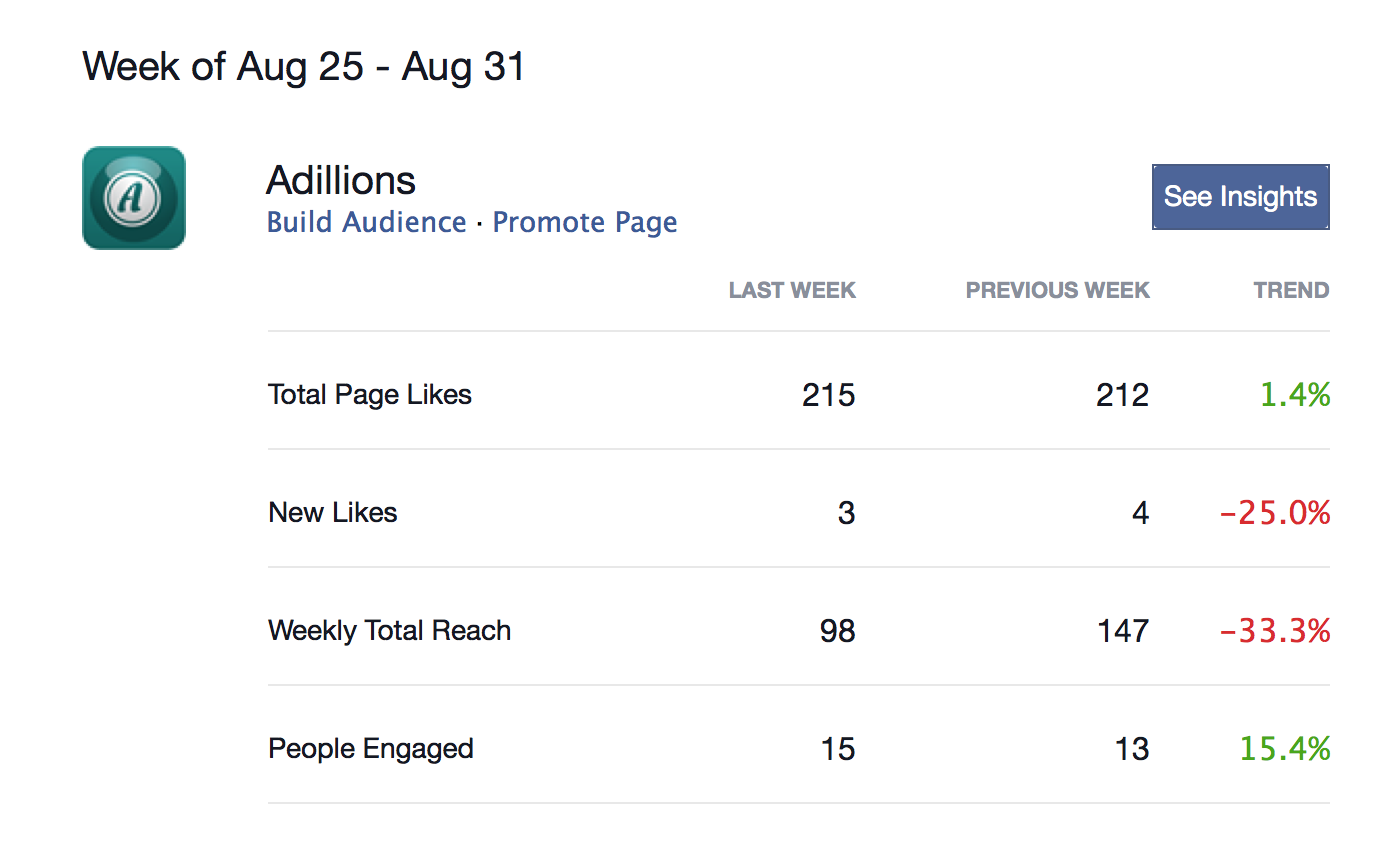 Week of Aug 25 - Aug 31
A
Adillions
Build Audience · Promote Page
See Insights
LAST WEEK PREVIOUS WEEK TREND
Total Page Likes 215 212 1.4%
New Likes 3 4 -25.0%
Weekly Total Reach 98 147 -33.3%
People Engaged 15 13 15.4%